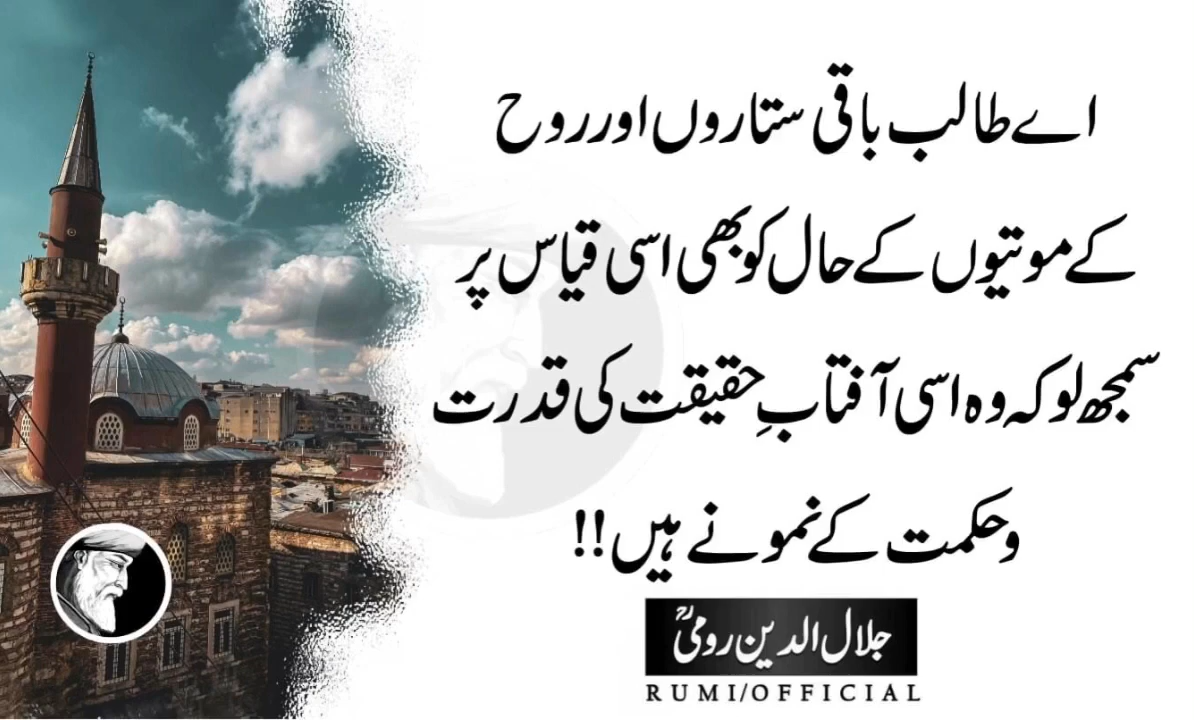 اے طالب باقی ستاروں اور روح
کے موتیوں کے حال کو بھی اسی قیاس پر
سمجھ لو کہ وہ اسی آفتابِ حقیقت کی قدرت
و حکمت کے نمونے ہیں!!
جلال الدین رومیؒ
RUMI/OFFICIAL